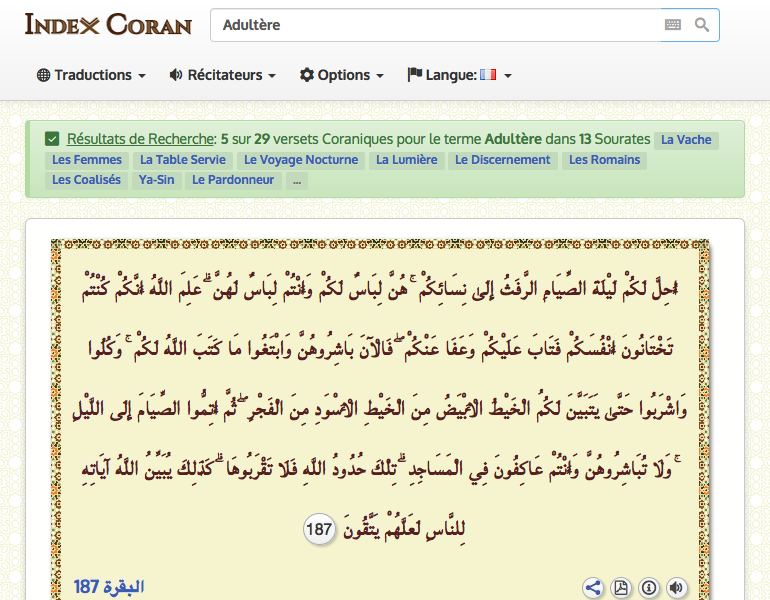 INDEX CORAN
Adultère
Traductions Récitateurs Options Langue:
Résultats de Recherche: 5 sur 29 versets Coraniques pour le terme Adultère dans 13 Sourates La Vache
Les Femmes La Table Servie Le Voyage Nocturne La Lumière Le Discernement Les Romains
Les Coalisés Ya-Sin Le Pardonneur ...
أُحِلَّ لَكُمْ لَيْلَةَ الصِّيَامِ الرَّفَثُ إِلَىٰ نِسَائِكُمْ ۚ هُنَّ لِبَاسٌ لَكُمْ وَأَنْتُمْ لِبَاسٌ لَهُنَّ ۗ عَلِمَ اللَّهُ أَنَّكُمْ كُنْتُمْ
تَخْتَانُونَ أَنْفُسَكُمْ فَتَابَ عَلَيْكُمْ وَعَفَا عَنْكُمْ ۖ فَالْآنَ بَاشِرُوهُنَّ وَابْتَغُوا مَا كَتَبَ اللَّهُ لَكُمْ ۚ وَكُلُوا
وَاشْرَبُوا حَتَّىٰ يَتَبَيَّنَ لَكُمُ الْخَيْطُ الْأَبْيَضُ مِنَ الْخَيْطِ الْأَسْوَدِ مِنَ الْفَجْرِ ۖ ثُمَّ أَتِمُّوا الصِّيَامَ إِلَى اللَّيْلِ
ۚ وَلَا تُبَاشِرُوهُنَّ وَأَنْتُمْ عَاكِفُونَ فِي الْمَسَاجِدِ ۗ تِلْكَ حُدُودُ اللَّهِ فَلَا تَقْرَبُوهَا ۗ كَذَٰلِكَ يُبَيِّنُ اللَّهُ آيَاتِهِ
لِلنَّاسِ لَعَلَّهُمْ يَتَّقُونَ 187
البقرة 187